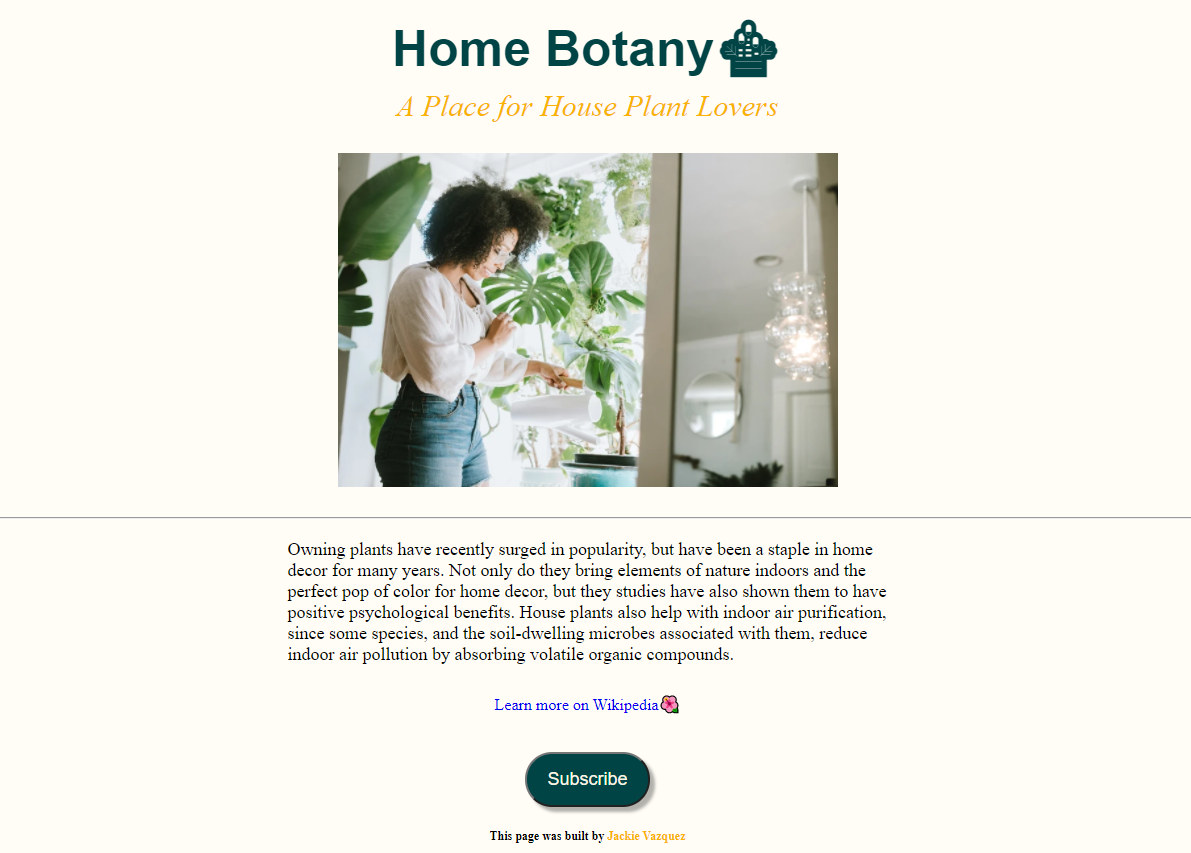 Home Botany
A Place for House Plant Lovers
Owning plants have recently surged in popularity, but have been a staple in home
decor for many years. Not only do they bring elements of nature indoors and the
perfect pop of color for home decor, but they studies have also shown them to have
positive psychological benefits. House plants also help with indoor air purification,
since some species, and the soil-dwelling microbes associated with them, reduce
indoor air pollution by absorbing volatile organic compounds.
Learn more on Wikipedia🌺
Subscribe
This page was built by Jackie Vazquez